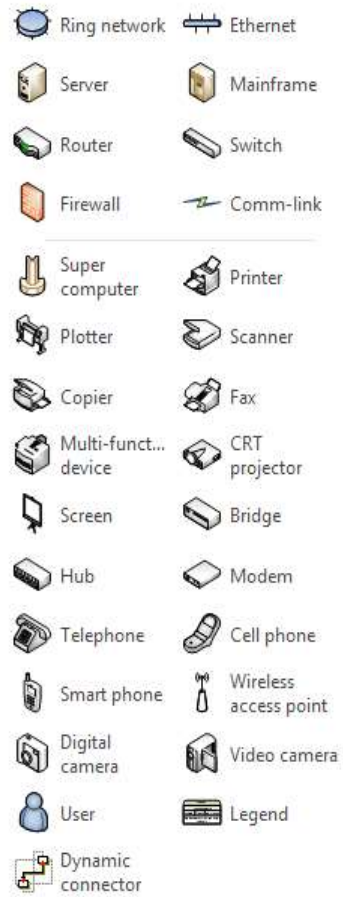 Ring network
Ethernet
Server
Mainframe
Router
Switch
Firewall
Comm-link
Super
computer
Printer
Plotter
Scanner
Copier
Fax
Multi-funct...
device
CRT
projector
Screen
Bridge
Hub
Modem
Telephone
Cell phone
Smart phone
Wireless
access point
Digital
camera
Video camera
User
Legend
Dynamic
connector